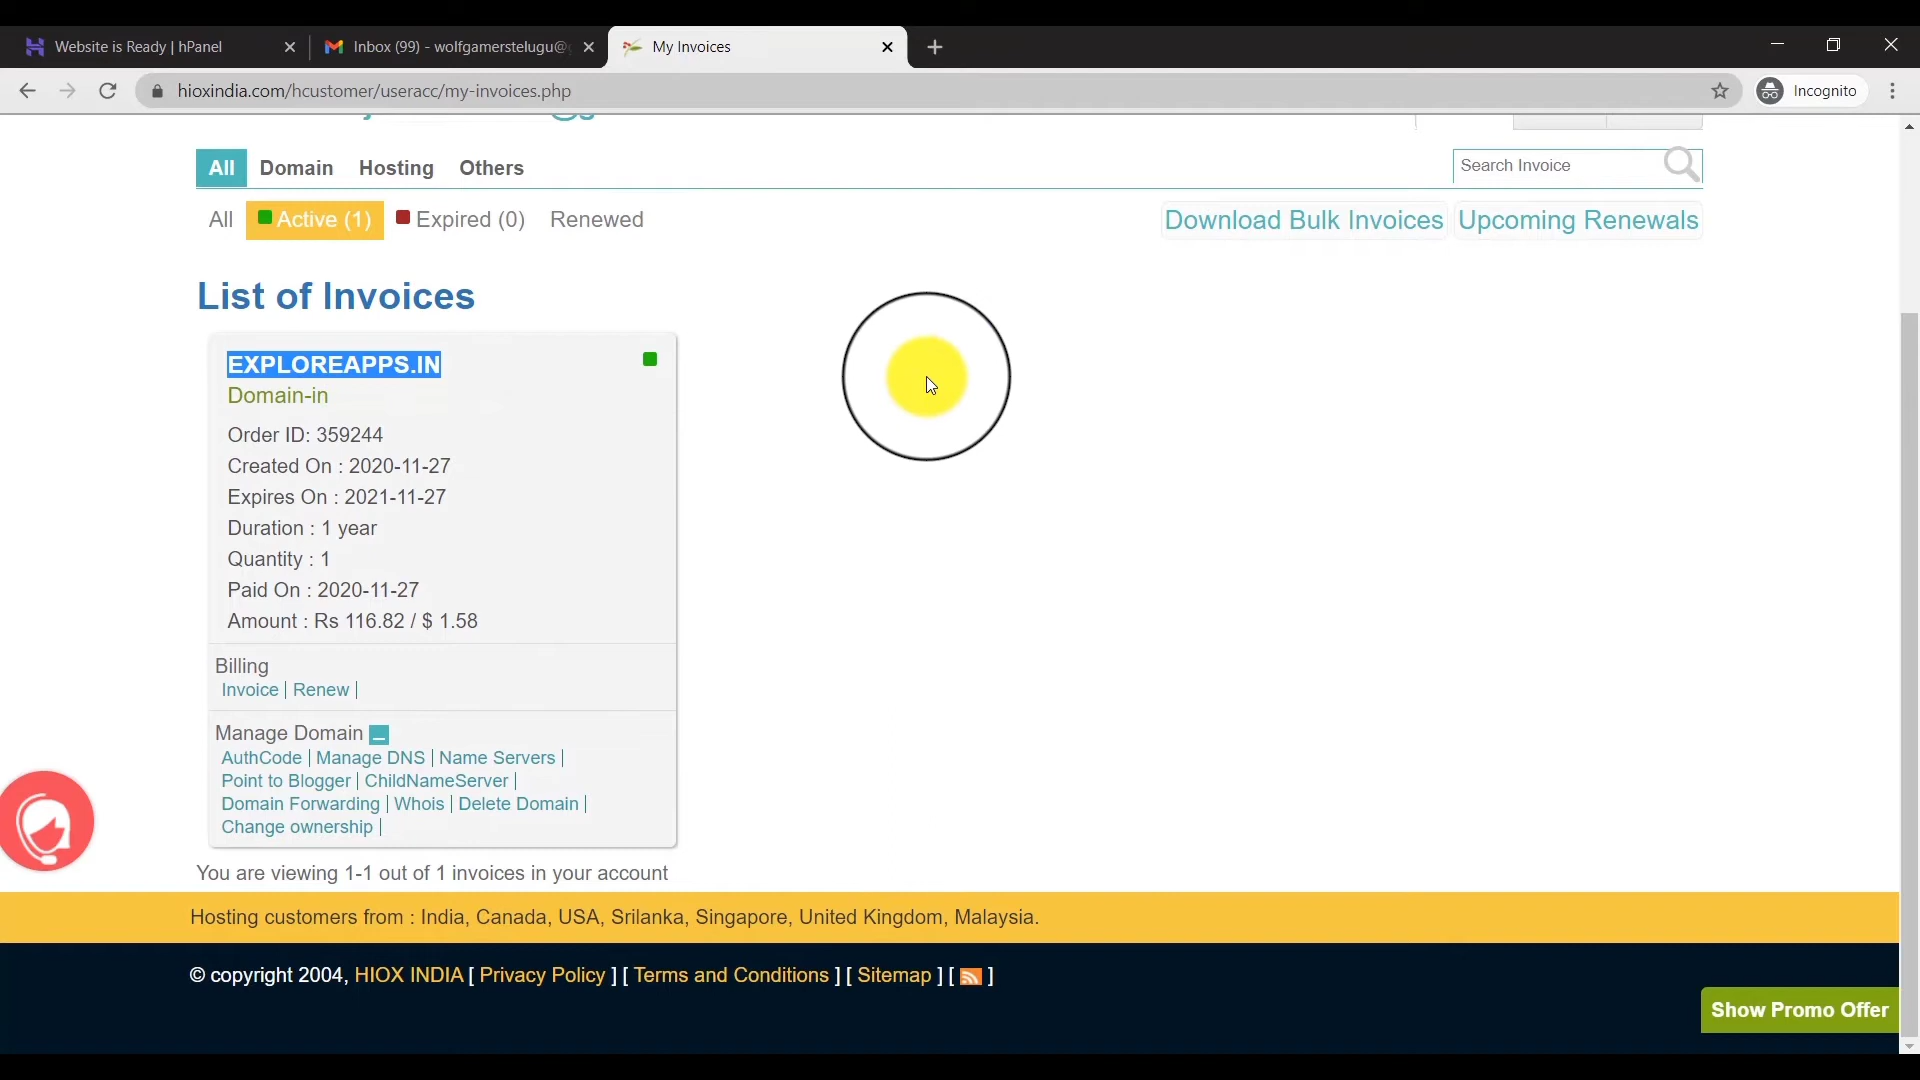 Website is Ready | hPanel
Inbox (99) - wolfgamerstelugu@
My Invoices
hioxindia.com/hcustomer/useracc/my-invoices.php
Incognito
All Domain Hosting Others
Search Invoice
All Active (1) Expired (0) Renewed
Download Bulk Invoices Upcoming Renewals
List of Invoices
EXPLOREAPPS.IN
Domain-in
Order ID: 359244
Created On : 2020-11-27
Expires On : 2021-11-27
Duration : 1 year
Quantity : 1
Paid On : 2020-11-27
Amount : Rs 116.82 / $ 1.58
Billing
Invoice | Renew |
Manage Domain
AuthCode | Manage DNS | Name Servers |
Point to Blogger | ChildNameServer |
Domain Forwarding | Whois | Delete Domain |
Change ownership |
You are viewing 1-1 out of 1 invoices in your account
Hosting customers from : India, Canada, USA, Srilanka, Singapore, United Kingdom, Malaysia.
© copyright 2004, HIOX INDIA [ Privacy Policy ] [ Terms and Conditions ] [ Sitemap ] [ ]
Show Promo Offer